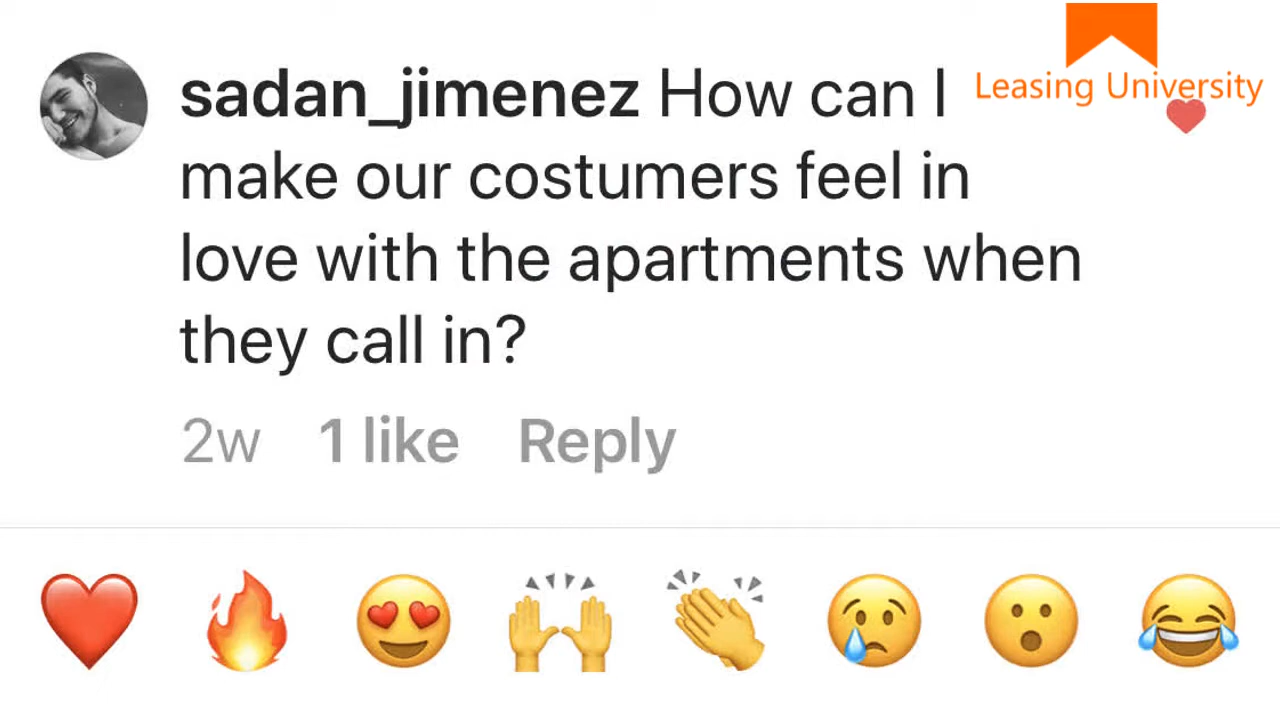 sadan_jimenez How can I
Leasing University
make our costumers feel in
love with the apartments when
they call in?
2w 1 like Reply